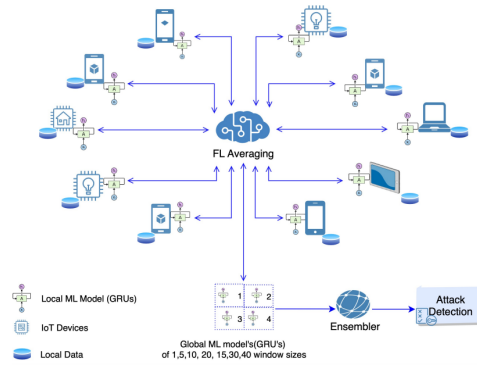 FL Averaging
1
2
3
4
Global ML model's(GRU's)
of 1,5,10, 20, 15,30,40 window sizes
Ensembler
Attack
Detection
Local ML Model (GRUs)
IoT Devices
Local Data